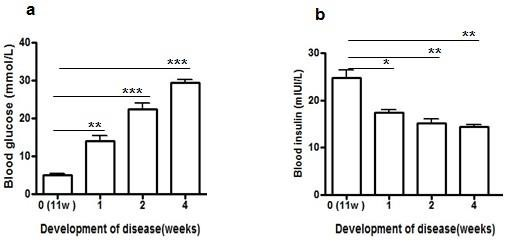 a
Blood glucose (mmol/L)
40
30
20
10
0
**
***
***
0 (11w )
1
2
4
Development of disease(weeks)
b
Blood insulin (mIUI/L)
30
20
10
0
*
**
**
0 (11w )
1
2
4
Development of disease(weeks)